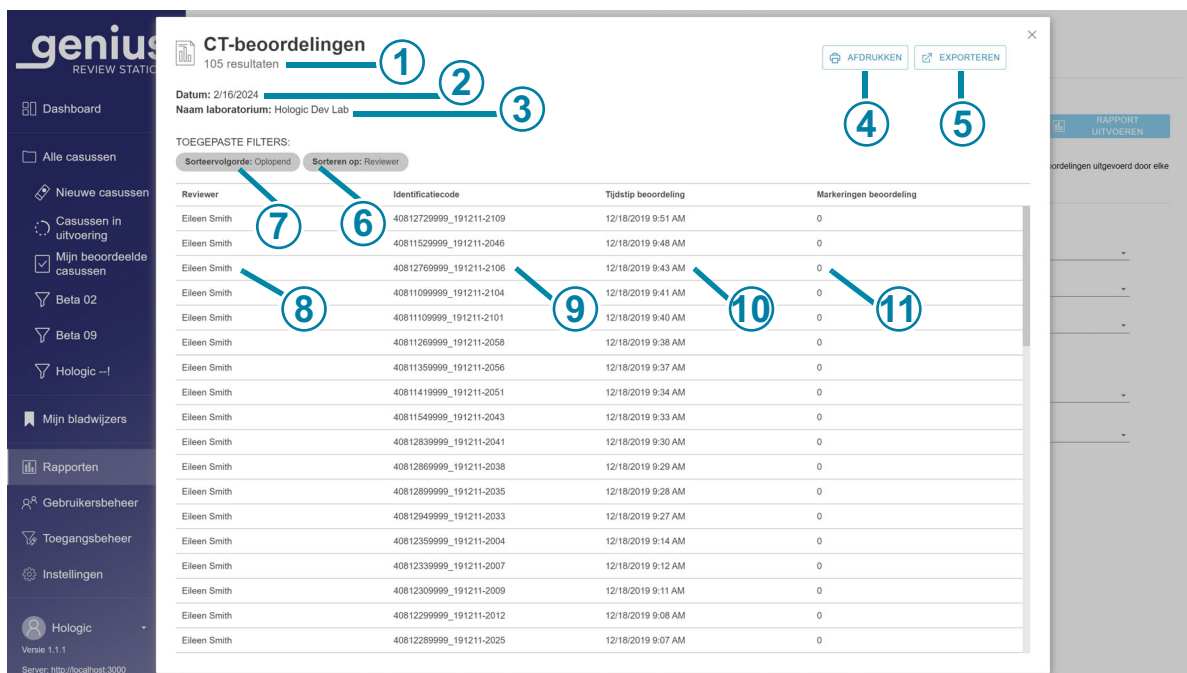 genius
REVIEW STATIO
Dashboard
Alle casussen
Nieuwe casussen
Casussen in
uitvoering
Mijn beoordeelde
casussen
Beta 02
Beta 09
Hologic --!
Mijn bladwijzers
Rapporten
Gebruikersbeheer
Toegangsbeheer
Instellingen
Hologic
Versie 1.1.1
Server: http://localhost:3000
CT-beoordelingen
105 resultaten
1
Datum: 2/16/2024
2
Naam laboratorium: Hologic Dev Lab
3
AFDRUKKEN
EXPORTEREN
4
5
TOEGEPASTE FILTERS:
Sorteervolgorde: Oplopend Sorteren op: Reviewer
7
6
Reviewer Identificatiecode Tijdstip beoordeling Markeringen beoordeling
Eileen Smith 40812729999_191211-2109 12/18/2019 9:51 AM 0
Eileen Smith 40811529999_191211-2046 12/18/2019 9:48 AM 0
Eileen Smith 40812769999_191211-2106 12/18/2019 9:43 AM 0
Eileen Smith 40811099999_191211-2104 12/18/2019 9:41 AM 0
8
9
10
11
Eileen Smith 40811109999_191211-2101 12/18/2019 9:40 AM 0
Eileen Smith 40811269999_191211-2058 12/18/2019 9:38 AM 0
Eileen Smith 40811359999_191211-2056 12/18/2019 9:37 AM 0
Eileen Smith 40811419999_191211-2051 12/18/2019 9:34 AM 0
Eileen Smith 40811549999_191211-2043 12/18/2019 9:33 AM 0
Eileen Smith 40812839999_191211-2041 12/18/2019 9:30 AM 0
Eileen Smith 40812869999_191211-2038 12/18/2019 9:29 AM 0
Eileen Smith 40812899999_191211-2035 12/18/2019 9:28 AM 0
Eileen Smith 40812949999_191211-2033 12/18/2019 9:27 AM 0
Eileen Smith 40812359999_191211-2004 12/18/2019 9:14 AM 0
Eileen Smith 40812339999_191211-2007 12/18/2019 9:12 AM 0
Eileen Smith 40812309999_191211-2009 12/18/2019 9:11 AM 0
Eileen Smith 40812299999_191211-2012 12/18/2019 9:08 AM 0
Eileen Smith 40812289999_191211-2025 12/18/2019 9:07 AM 0
RAPPORT
UITVOEREN
oordelingen uitgevoerd door elke